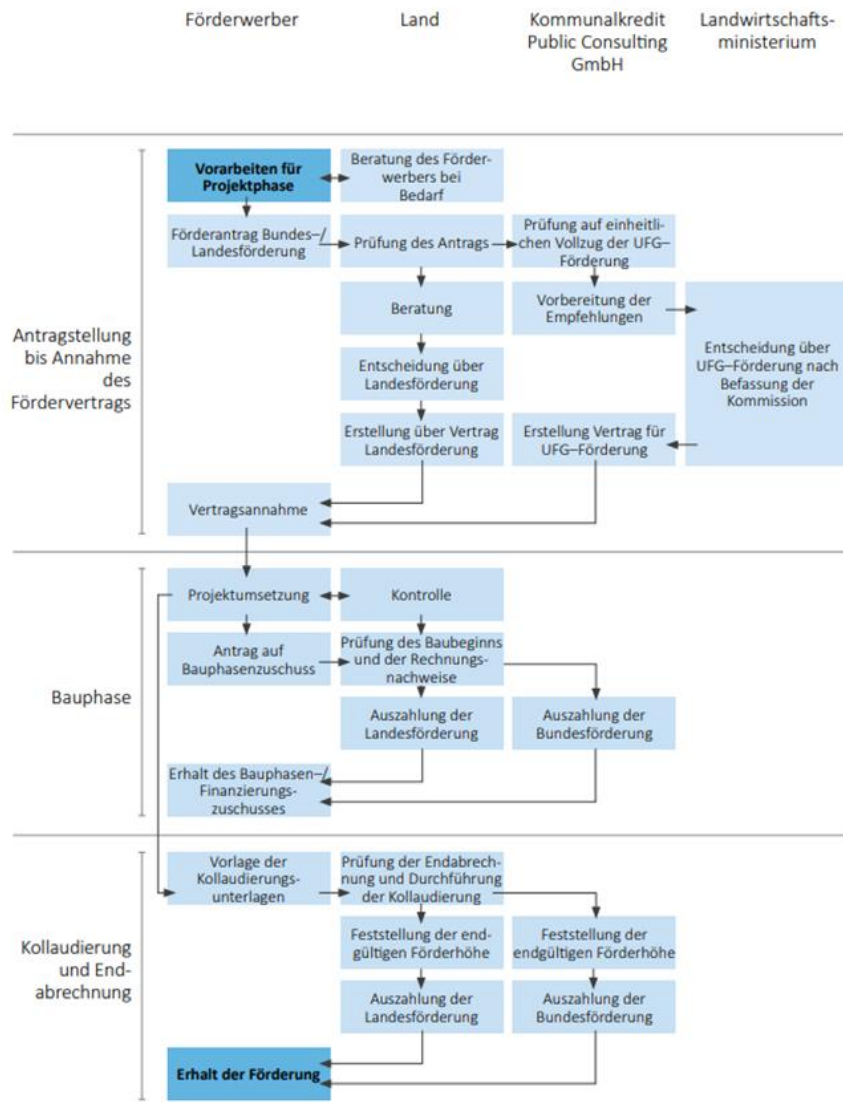 Förderwerber
Land
Kommunalkredit
Public Consulting
GmbH
Landwirtschafts-
ministerium
Antragstellung
bis Annahme
des
Fördervertrags
Vorarbeiten für
Projektphase
Beratung des Förder-
werbers bei
Bedarf
Förderantrag Bundes–/
Landesförderung
Prüfung des Antrags
Prüfung auf einheitli-
chen Vollzug der UFG–
Förderung
Beratung
Vorbereitung der
Empfehlungen
Entscheidung über
UFG–Förderung nach
Befassung der
Kommission
Entscheidung über
Landesförderung
Erstellung über Vertrag
Landesförderung
Erstellung Vertrag für
UFG–Förderung
Vertragsannahme
Bauphase
Projektumsetzung
Kontrolle
Antrag auf
Bauphasenzuschuss
Prüfung des Baubeginns
und der Rechnungs-
nachweise
Auszahlung der
Landesförderung
Auszahlung der
Bundesförderung
Erhalt des Bauphasen–/
Finanzierungs-
zuschusses
Kollaudierung
und End-
abrechnung
Vorlage der
Kollaudierungs-
unterlagen
Prüfung der Endabrech-
nung und Durchführung
der Kollaudierung
Feststellung der end-
gültigen Förderhöhe
Feststellung der
endgültigen Förderhöhe
Auszahlung der
Landesförderung
Auszahlung der
Bundesförderung
Erhalt der Förderung